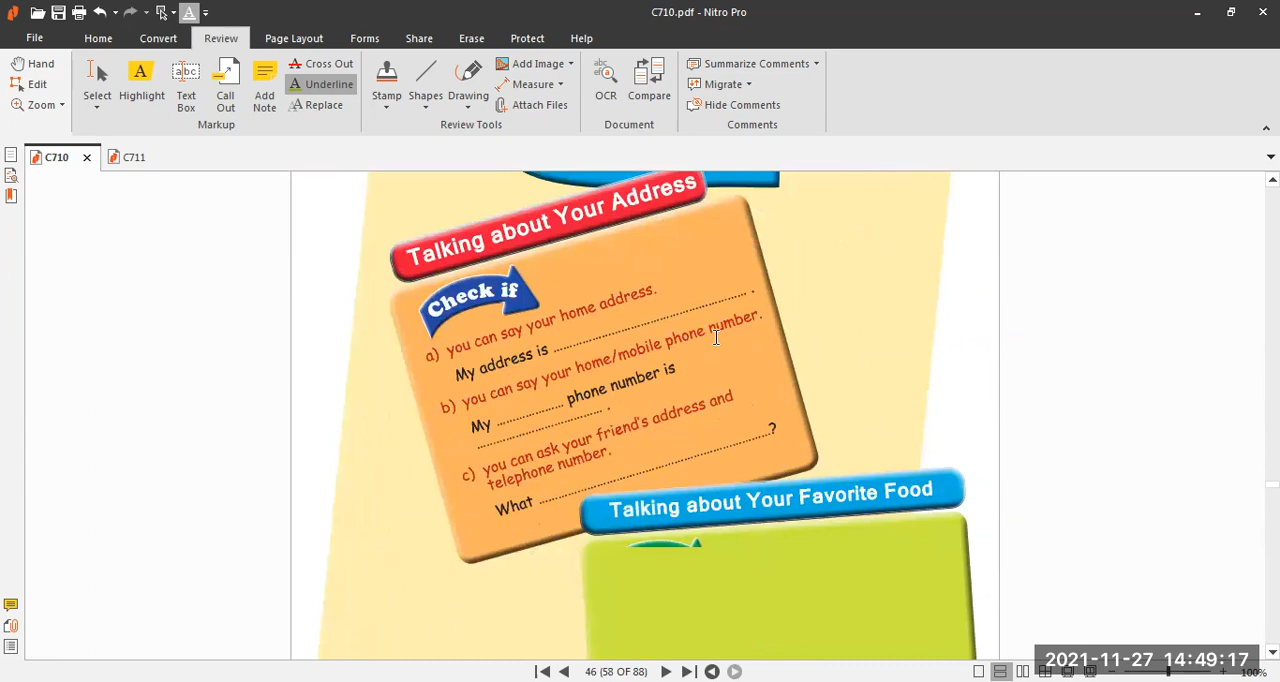 C710.pdf - Nitro Pro
File Home Convert Review Page Layout Forms Share Erase Protect Help
Hand
Edit
Zoom
Select
A
Highlight
abc
Text Box
Call Out
Add Note
Cross Out
Underline
Replace
Markup
Stamp
Shapes
Drawing
Add Image
Measure
Attach Files
Review Tools
OCR
Compare
Document
Summarize Comments
Migrate
Hide Comments
Comments
C710
C711
Talking about Your Address
Check if
a) you can say your home address.
My address is .............................................. .
b) you can say your home/mobile phone number.
My ................ phone number is
.............................. .
c) you can ask your friend's address and
telephone number.
What .......................................................?
Talking about Your Favorite Food
46 (58 OF 88)
2021-11-27 14:49:17
100%